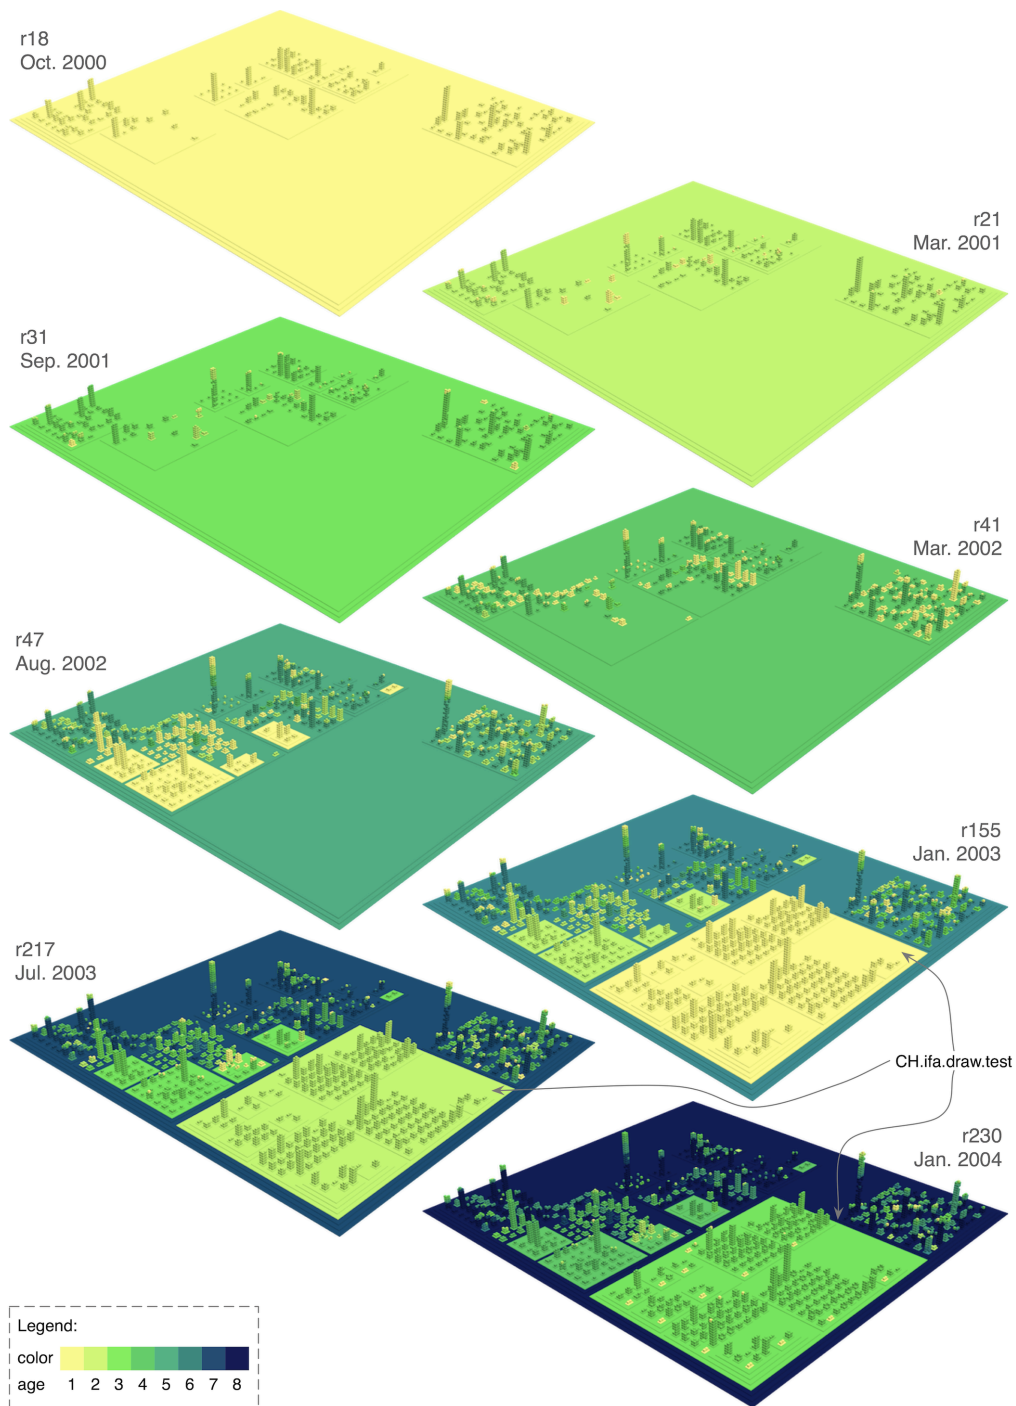 r18
Oct. 2000
r21
Mar. 2001
r31
Sep. 2001
r41
Mar. 2002
r47
Aug. 2002
r155
Jan. 2003
r217
Jul. 2003
CH.ifa.draw.test
r230
Jan. 2004
Legend:
color
age 1 2 3 4 5 6 7 8